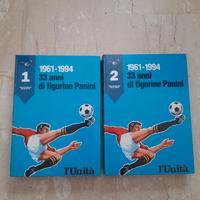 1
1961-1994
33 anni
di figurine Panini
l'Unità
2
1961-1994
33 anni
di figurine Panini
l'Unità